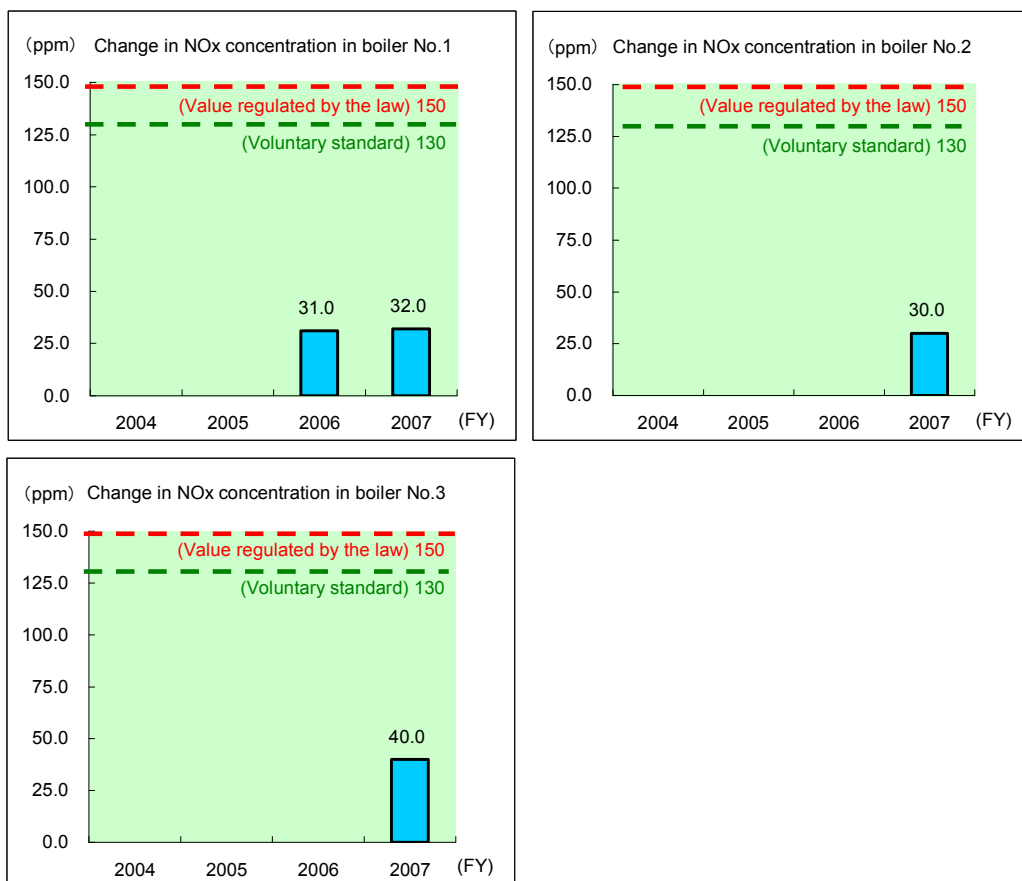 （ppm） Change in NOx concentration in boiler No.1
150.0
(Value regulated by the law) 150
125.0
(Voluntary standard) 130
100.0
75.0
50.0
31.0 32.0
25.0
0.0
2004 2005 2006 2007 (FY)
（ppm） Change in NOx concentration in boiler No.2
150.0
(Value regulated by the law) 150
125.0
(Voluntary standard) 130
100.0
75.0
50.0
30.0
25.0
0.0
2004 2005 2006 2007 (FY)
（ppm） Change in NOx concentration in boiler No.3
150.0
(Value regulated by the law) 150
125.0
(Voluntary standard) 130
100.0
75.0
50.0
40.0
25.0
0.0
2004 2005 2006 2007 (FY)